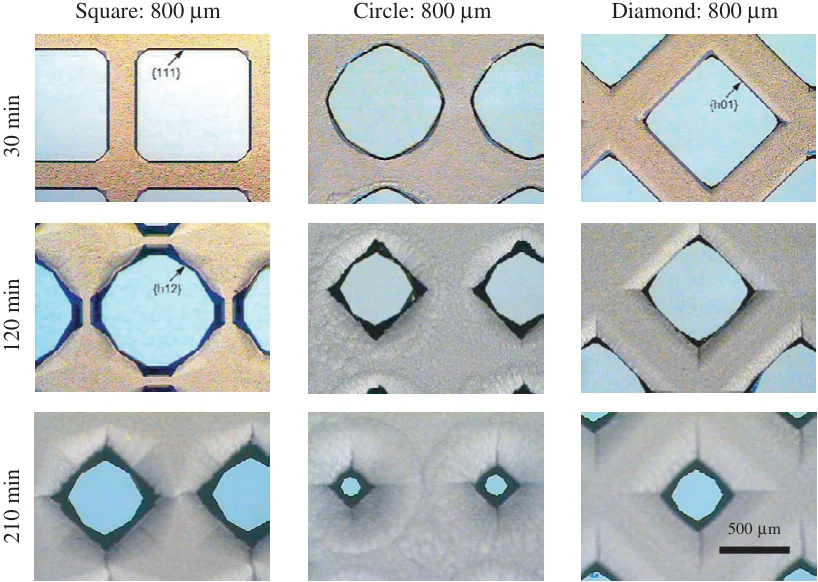 Square: 800 µm Circle: 800 µm Diamond: 800 µm
30 min
{111}
{h01}
120 min
{h12}
210 min
500 µm